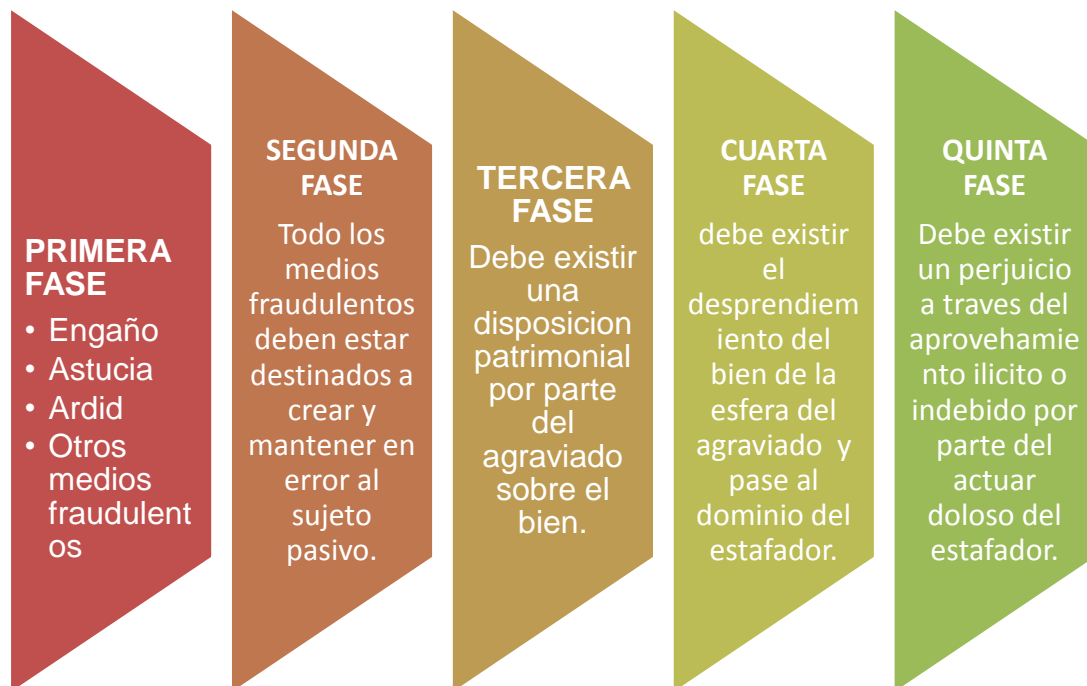 PRIMERA
FASE
• Engaño
• Astucia
• Ardid
• Otros
medios
fraudulent
os
SEGUNDA
FASE
Todo los
medios
fraudulentos
deben estar
destinados a
crear y
mantener en
error al
sujeto
pasivo.
TERCERA
FASE
Debe existir
una
disposicion
patrimonial
por parte
del
agraviado
sobre el
bien.
CUARTA
FASE
debe existir
el
desprendiem
iento del
bien de la
esfera del
agraviado y
pase al
dominio del
estafador.
QUINTA
FASE
Debe existir
un perjuicio
a traves del
aprovehamie
nto ilicito o
indebido por
parte del
actuar
doloso del
estafador.